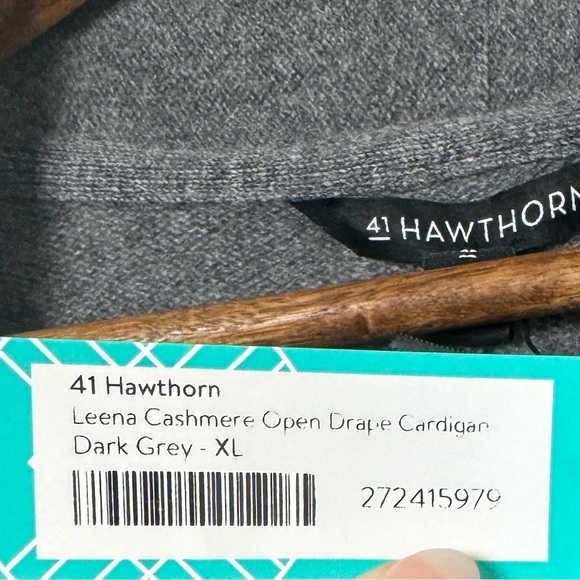 41 HAWTHORN
41 Hawthorn
Leena Cashmere Open Drape Cardigan
Dark Grey - XL
272415979